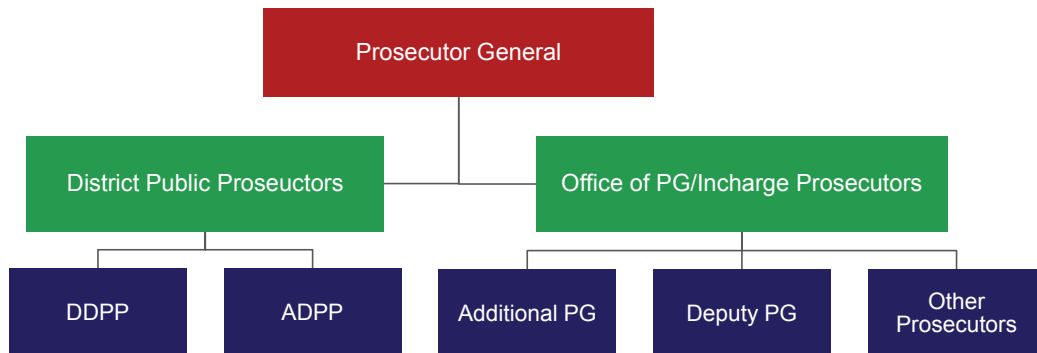 Prosecutor General
District Public Proseuctors
Office of PG/Incharge Prosecutors
DDPP
ADPP
Additional PG
Deputy PG
Other
Prosecutors